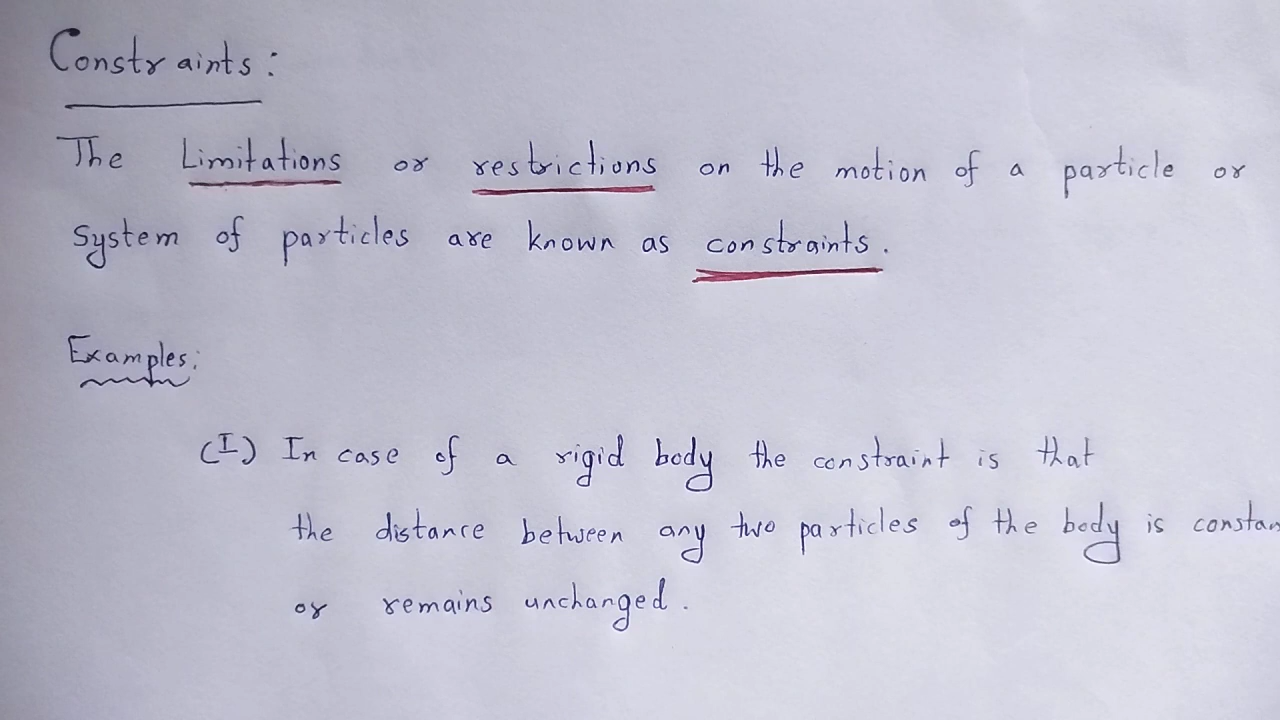 Constraints:
The Limitations or restrictions on the motion of a particle or
System of particles are known as constraints.
Examples:
(I) In case of a rigid body the constraint is that
the distance between any two particles of the body is constan
or remains unchanged.